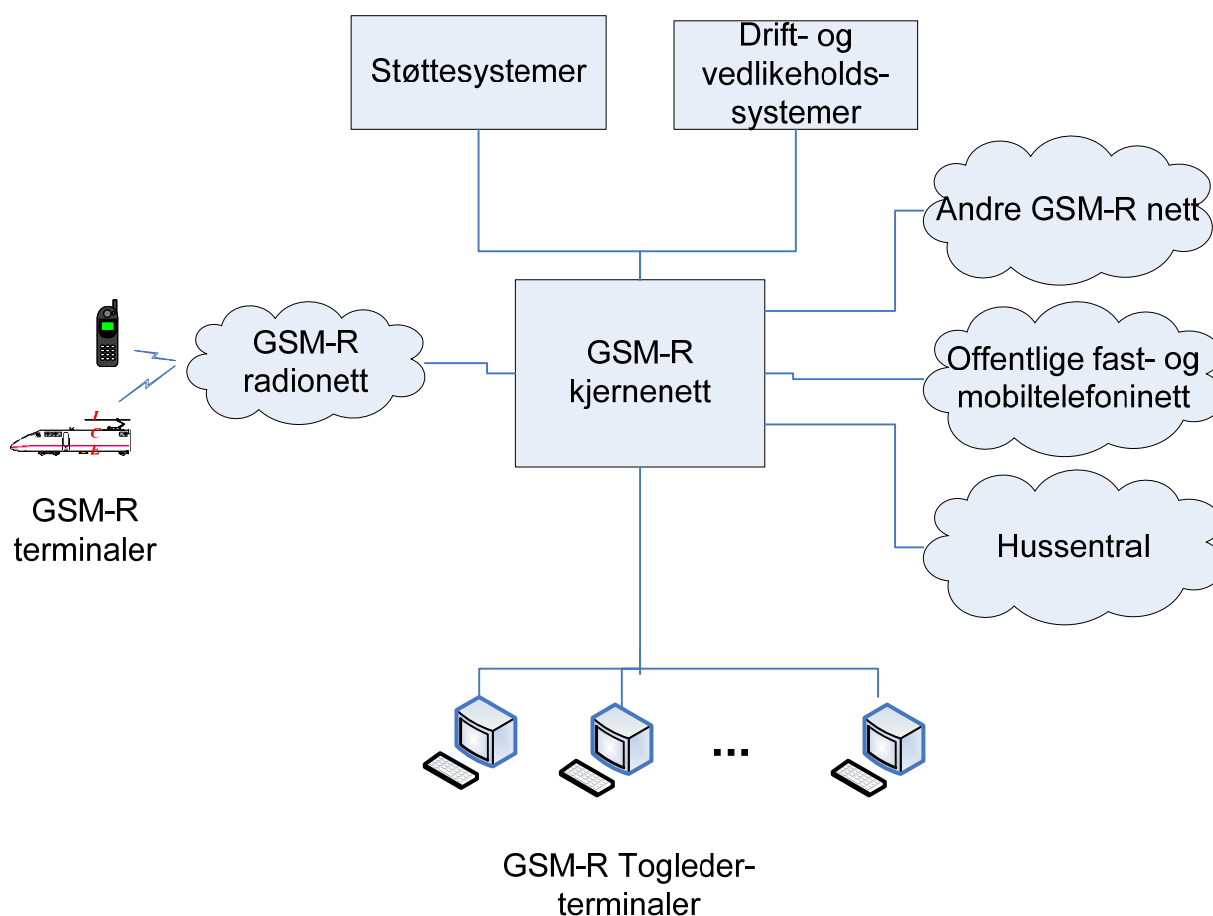 Støttesystemer
Drift- og
vedlikeholds-
systemer
Andre GSM-R nett
GSM-R
radionett
GSM-R
kjernenett
Offentlige fast- og
mobiltelefoninett
I
C
E
GSM-R
terminaler
Hussentral
...
GSM-R Togleder-
terminaler